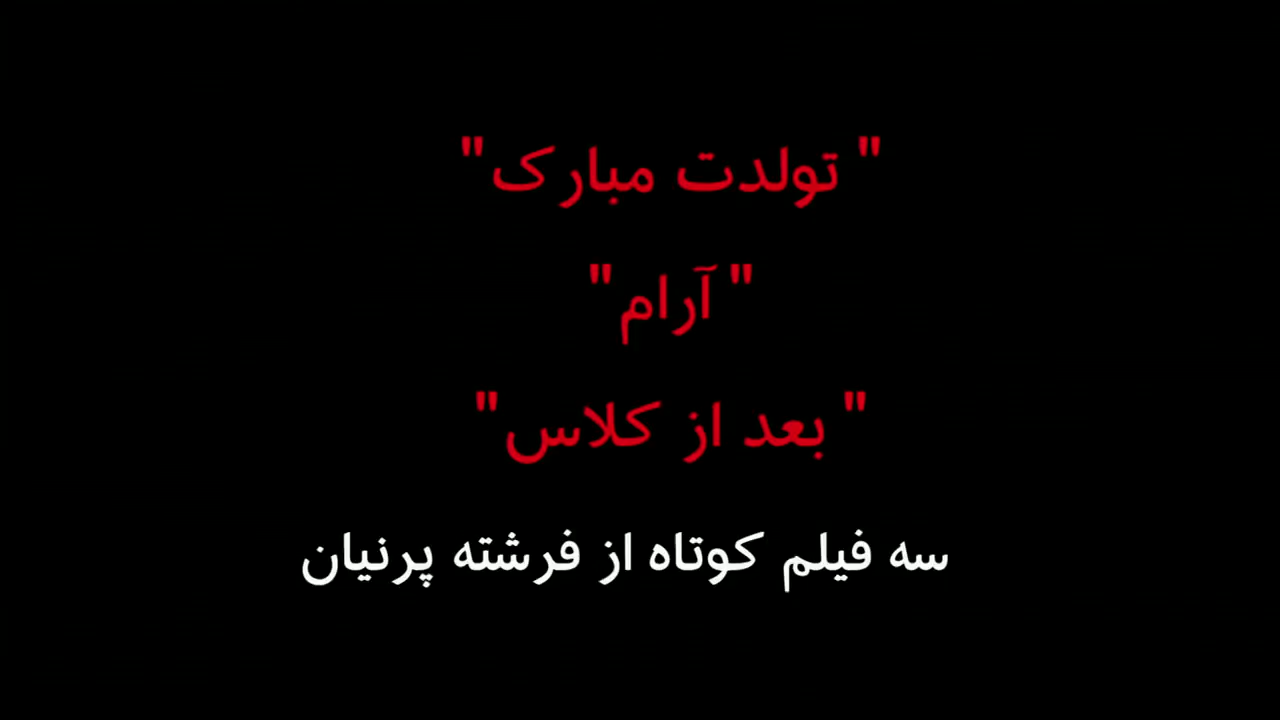 " تولدت مبارک"
" آرام"
" بعد از کلاس"
سه فیلم کوتاه از فرشته پرنیان